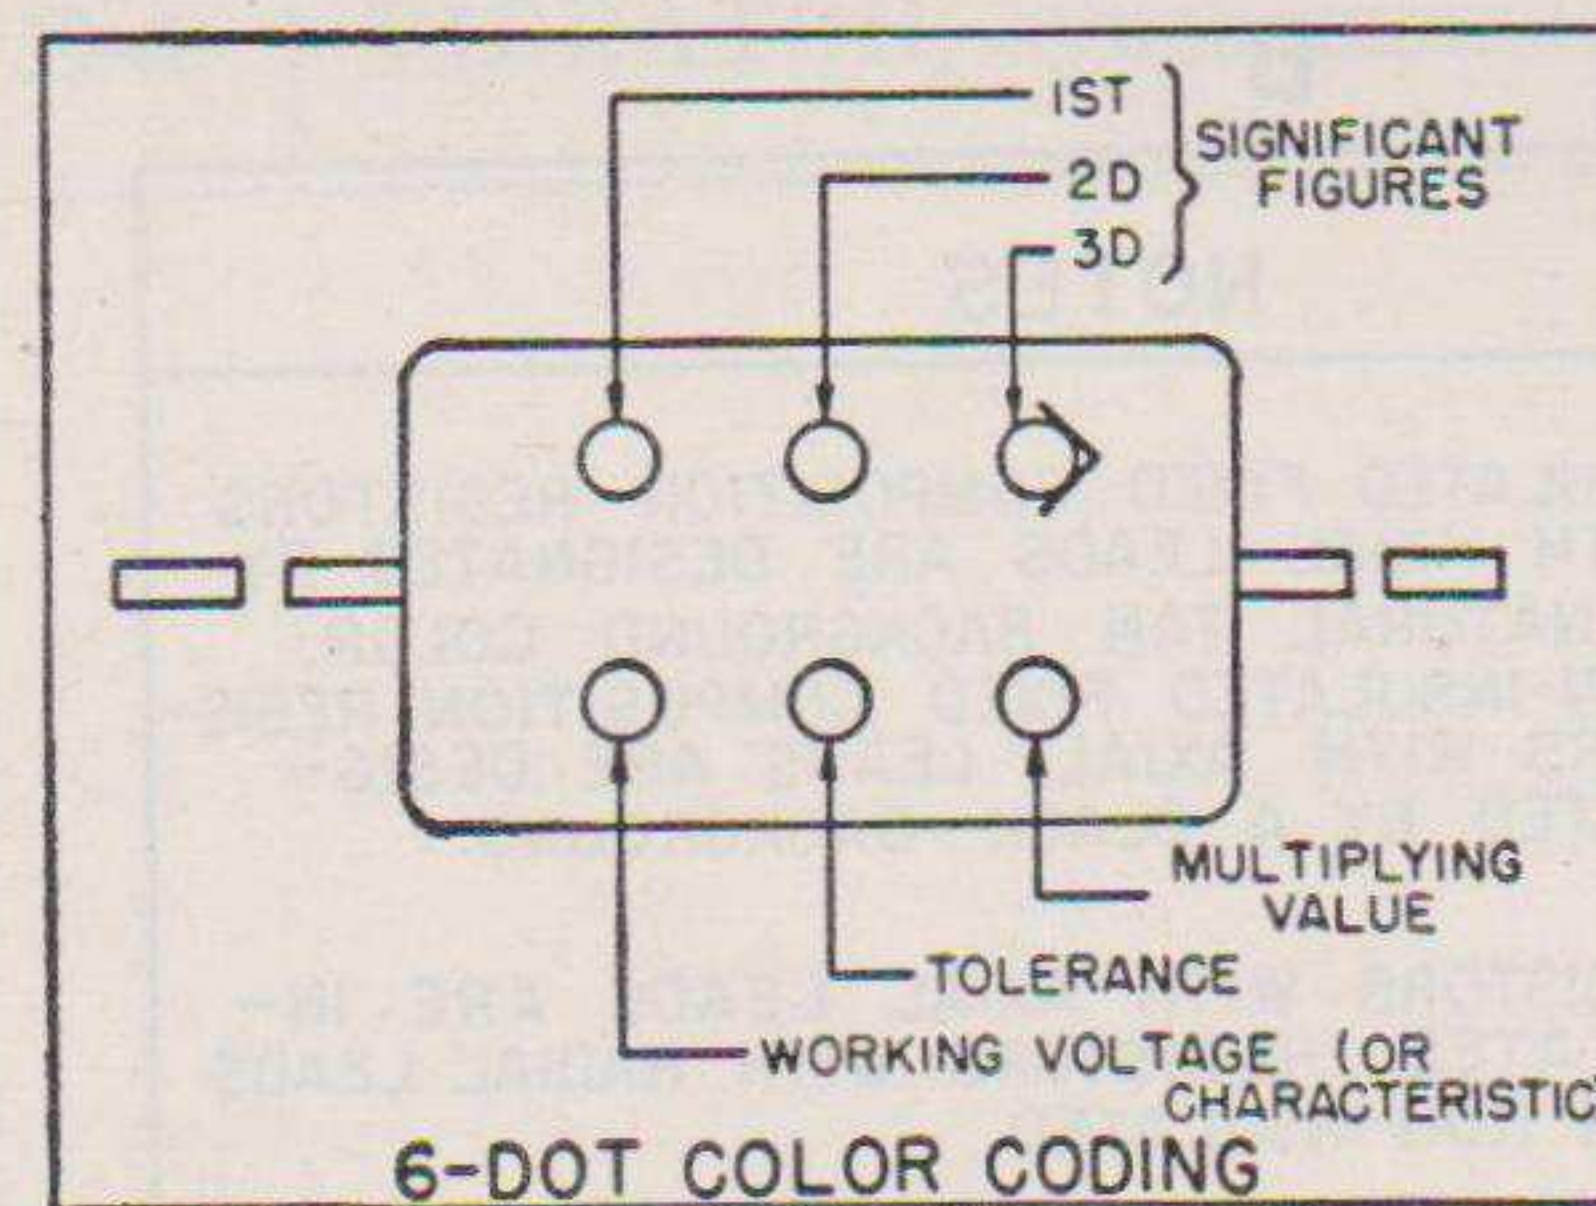 1ST
2D
3D
SIGNIFICANT
FIGURES
MULTIPLYING
VALUE
TOLERANCE
WORKING VOLTAGE (OR
CHARACTERISTIC
6-DOT COLOR CODING